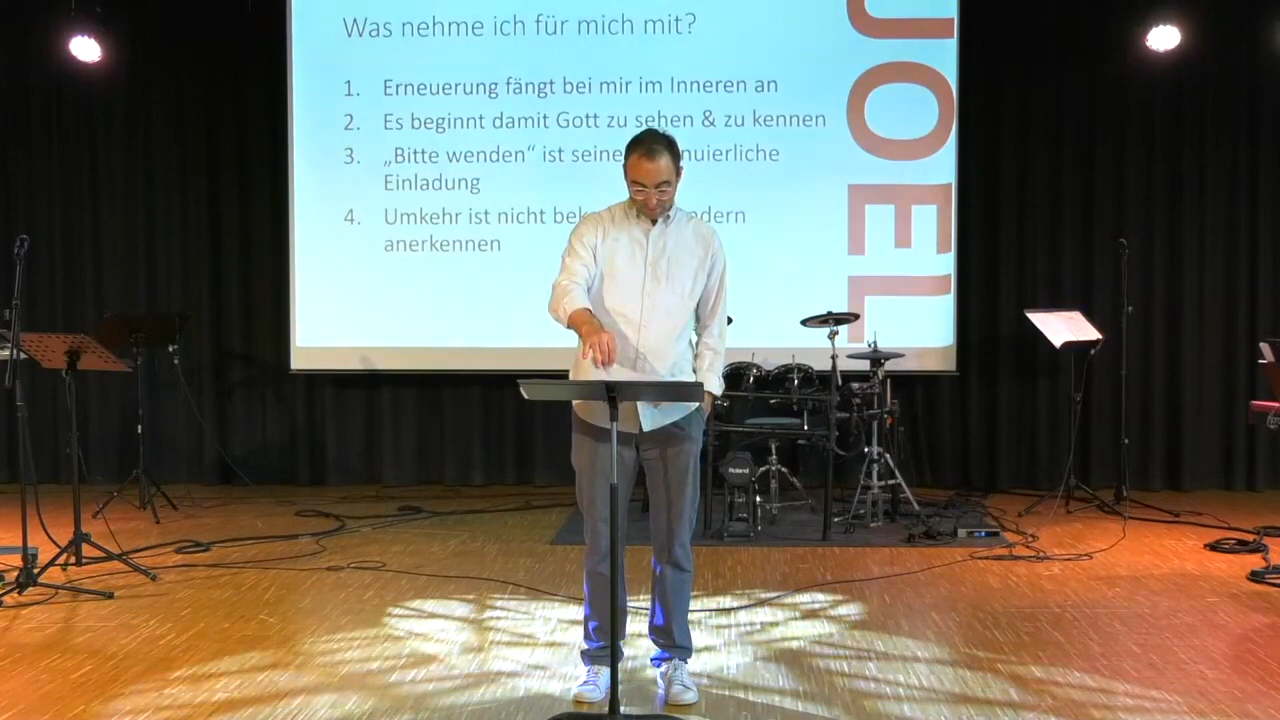 Was nehme ich für mich mit?
1. Erneuerung fängt bei mir im Inneren an
2. Es beginnt damit Gott zu sehen & zu kennen
3. „Bitte wenden“ ist seine
Einladung
4. Umkehr ist nicht
anerkennen
JOEL
Roland